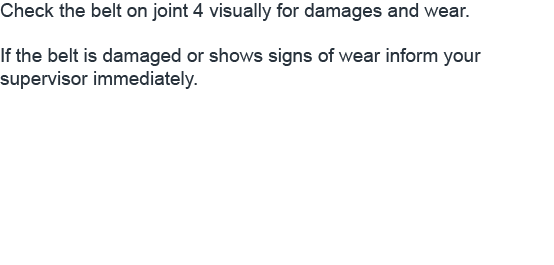 Check the belt on joint 4 visually for damages and wear.
If the belt is damaged or shows signs of wear inform your
supervisor immediately.